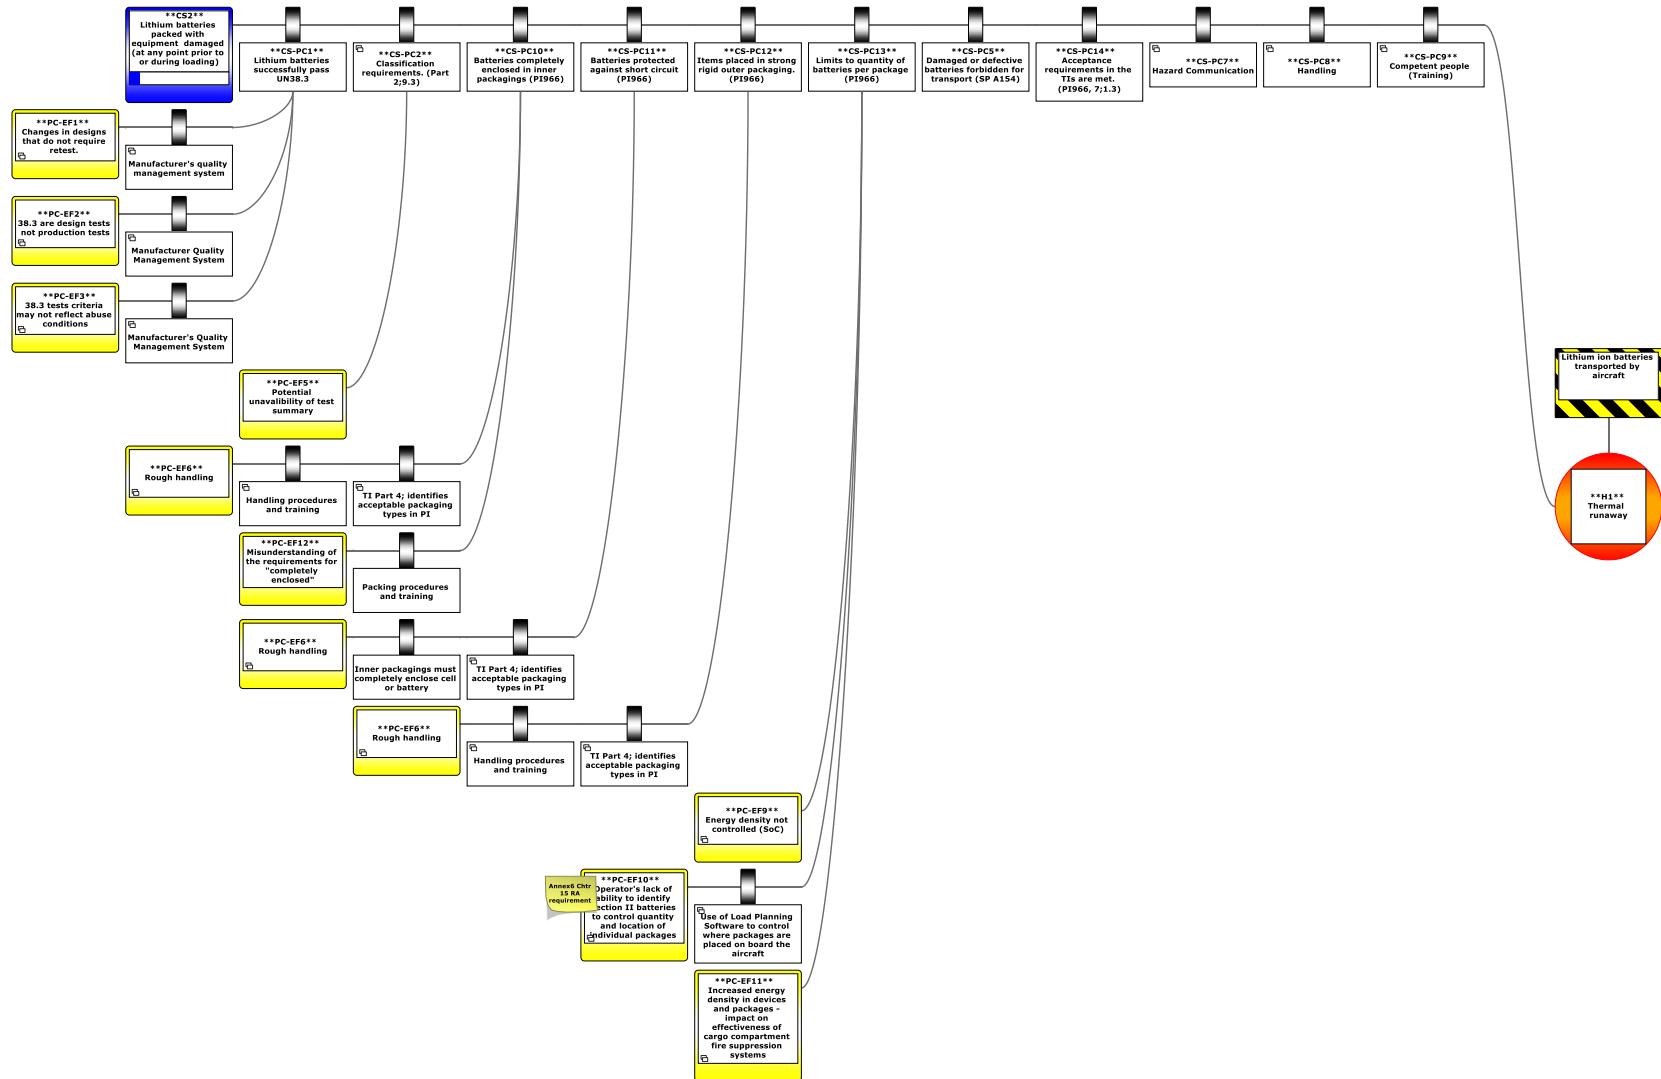 **CS2**
Lithium batteries
packed with
equipment damaged
(at any point prior to
or during loading)
**CS-PC1**
Lithium batteries
successfully pass
UN38.3
**CS-PC2**
Classification
requirements. (Part
2;9.3)
**CS-PC10**
Batteries completely
enclosed in inner
packagings (PI966)
**CS-PC11**
Batteries protected
against short circuit
(PI966)
**CS-PC12**
Items placed in strong
rigid outer packaging.
(PI966)
**CS-PC13**
Limits to quantity of
batteries per package
(PI966)
**CS-PC5**
Damaged or defective
batteries forbidden for
transport (SP A154)
**CS-PC14**
Acceptance
requirements in the
TIs are met.
(PI966, 7;1.3)
**CS-PC7**
Hazard Communication
**CS-PC8**
Handling
**CS-PC9**
Competent people
(Training)
**PC-EF1**
Changes in designs
that do not require
retest.
Manufacturer's quality
management system
**PC-EF2**
38.3 are design tests
not production tests
Manufacturer Quality
Management System
**PC-EF3**
38.3 tests criteria
may not reflect abuse
conditions
Manufacturer's Quality
Management System
Lithium ion batteries
transported by
aircraft
**H1**
Thermal
runaway
**PC-EF5**
Potential
unavalibility of test
summary
**PC-EF6**
Rough handling
Handling procedures
and training
TI Part 4; identifies
acceptable packaging
types in PI
**PC-EF12**
Misunderstanding of
the requirements for
"completely
enclosed"
Packing procedures
and training
**PC-EF6**
Rough handling
Inner packagings must
completely enclose cell
or battery
TI Part 4; identifies
acceptable packaging
types in PI
**PC-EF6**
Rough handling
Handling procedures
and training
TI Part 4; identifies
acceptable packaging
types in PI
**PC-EF9**
Energy density not
controlled (SoC)
Annex6 Chtr
15 RA
requirement
**PC-EF10**
Operator's lack of
ability to identify
ection II batteries
to control quantity
and location of
individual packages
Use of Load Planning
Software to control
where packages are
placed on board the
aircraft
**PC-EF11**
Increased energy
density in devices
and packages -
impact on
effectiveness of
cargo compartment
fire suppression
systems